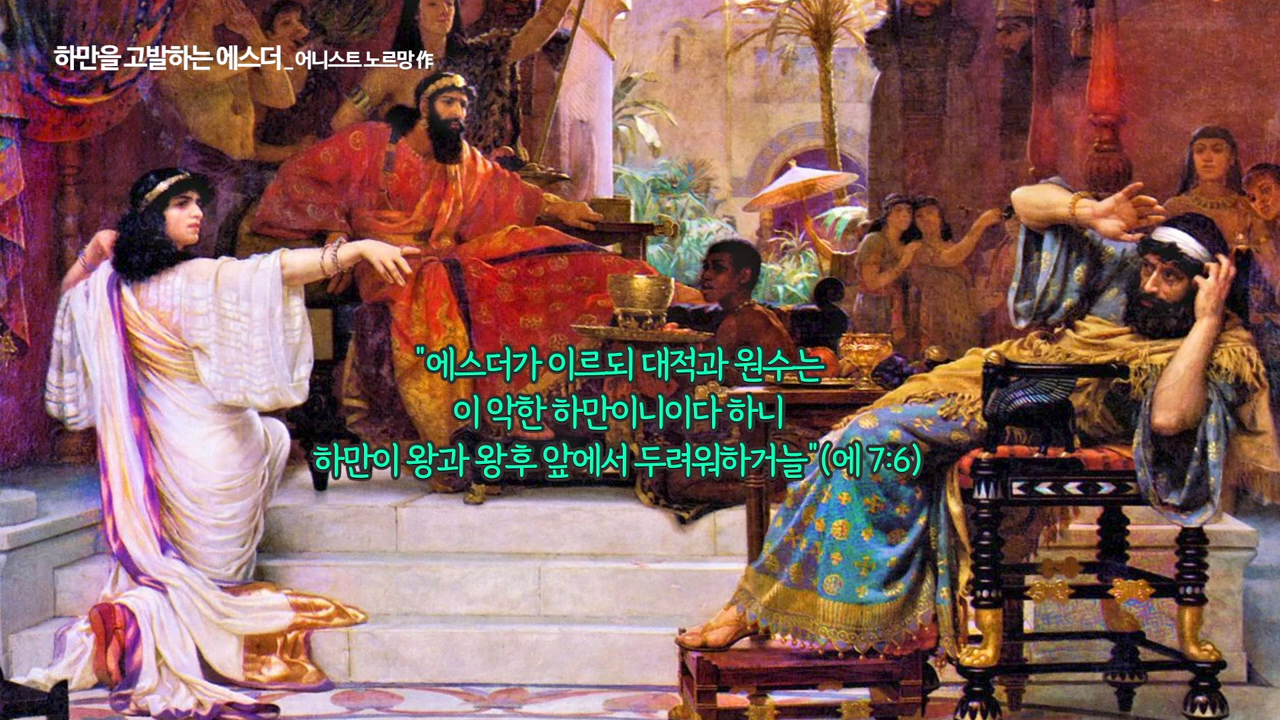 하만을 고발하는 에스더_어니스트 노르망 作
"에스더가 이르되 대적과 원수는
이 악한 하만이니이다 하니
하만이 왕과 왕후 앞에서 두려워하거늘"(에 7:6)